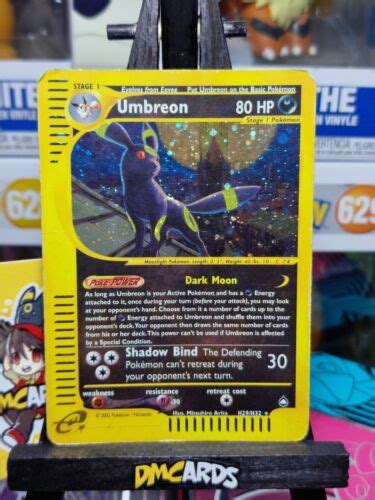 STAGE 1
Evolves from Eevee
Put Umbreon on the Basic Pokémon
Umbreon
80 HP
Stage 1 Pokémon
Moonlight Pokémon. Length: 3' 3", Weight: 60 lbs.
POKÉ-POWER
Dark Moon
As long as Umbreon is your Active Pokémon and has a
Energy
attached to it, once during your turn (before your attack), you may look
at your opponent's hand. Choose from it a number of cards up to the
number of
Energy attached to Umbreon and shuffle them into your
opponent's deck. Your opponent then draws the same number of cards
from his or her deck. This power can't be used if Umbreon is affected
by a Special Condition.
Shadow Bind
The Defending
Pokémon can't retreat during
your opponent's next turn.
30
weakness
resistance
retreat cost
-30
© 2002 Pokémon / Nintendo
Illus. Mitsuhiro Arita
H29/H32
e
ITE
THE
VINYL
VINYLE
629
629
DMCARDS
DMCARDS